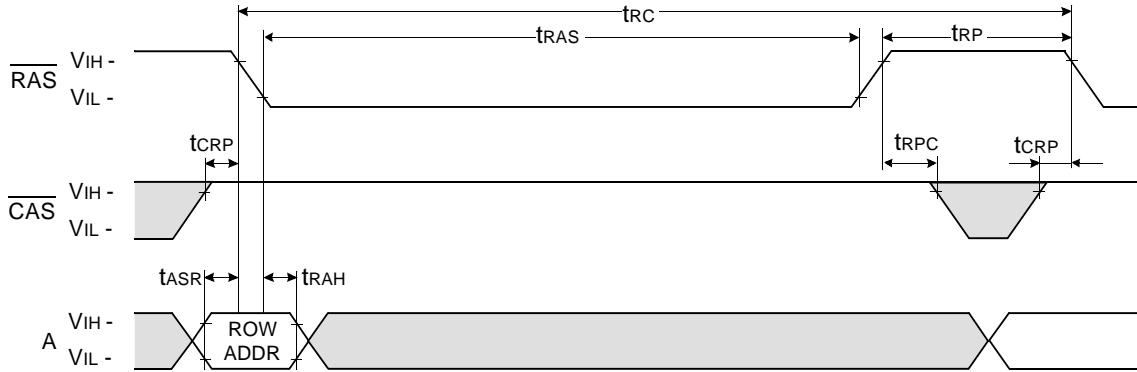 tRC
tRAS
tRP
RAS
VIH -
VIL -
tCRP
tRPC
tCRP
CAS
VIH -
VIL -
tASR
tRAH
A
VIH -
VIL -
ROW
ADDR